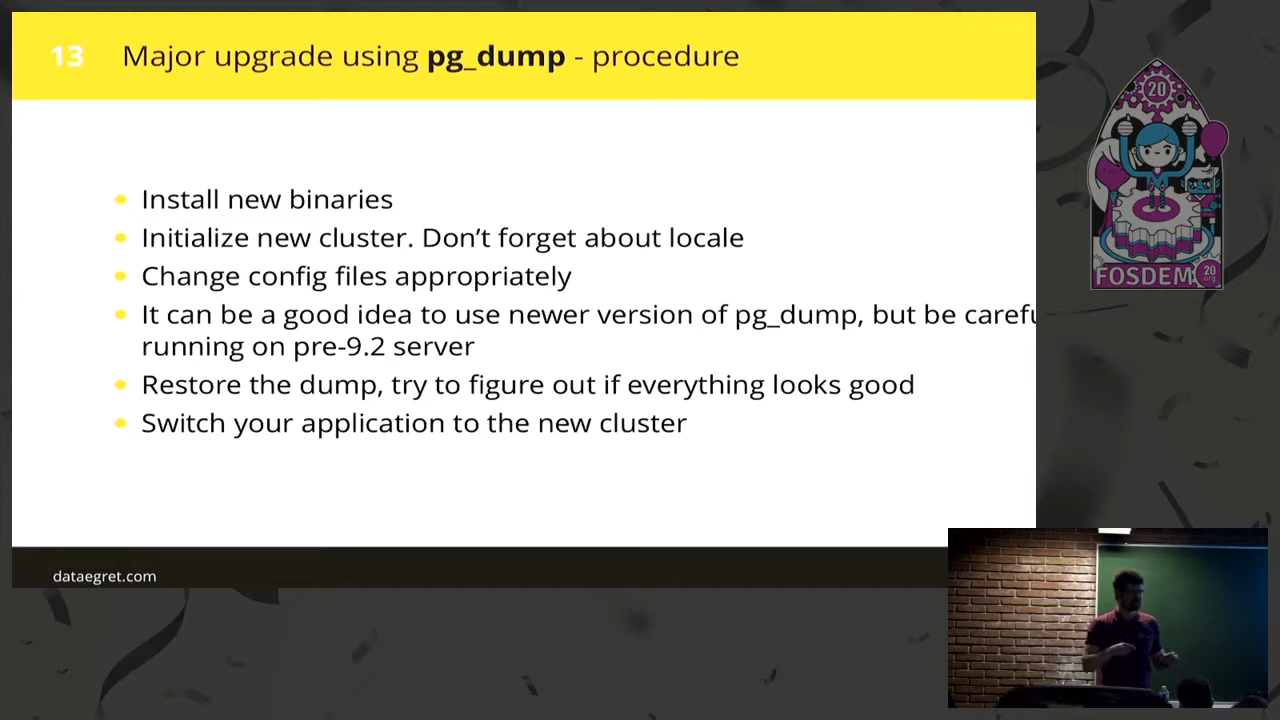 13 Major upgrade using pg_dump - procedure
Install new binaries
Initialize new cluster. Don't forget about locale
Change config files appropriately
It can be a good idea to use newer version of pg_dump, but be carefu
running on pre-9.2 server
Restore the dump, try to figure out if everything looks good
Switch your application to the new cluster
dataegret.com
20
FOSDEM
20
.org